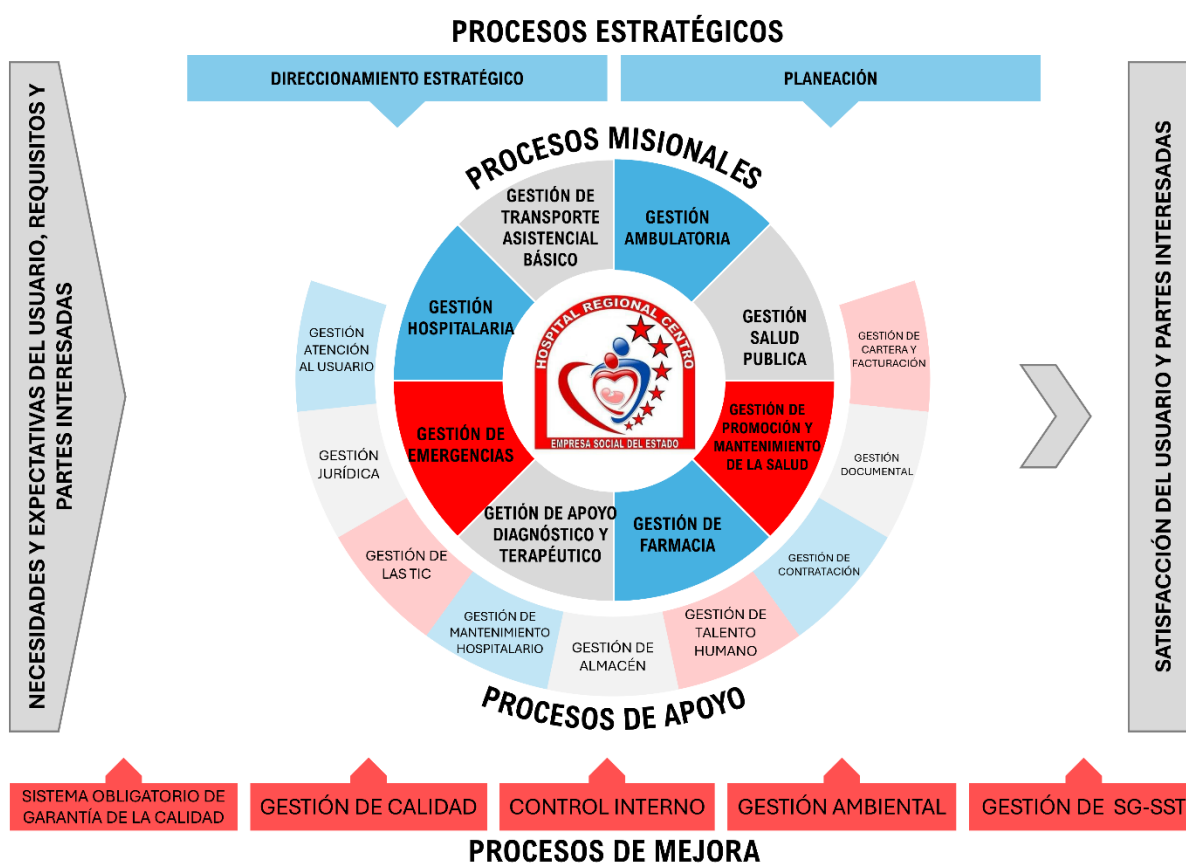 PROCESOS ESTRATÉGICOS
DIRECCIONAMIENTO ESTRATÉGICO
PLANEACIÓN
NECESIDADES Y EXPECTATIVAS DEL USUARIO, REQUISITOS Y
PARTES INTERESADAS
PROCESOS MISIONALES
GESTIÓN DE
TRANSPORTE
ASISTENCIAL
BÁSICO
GESTIÓN
AMBULATORIA
GESTIÓN
HOSPITALARIA
GESTIÓN
SALUD
PUBLICA
GESTIÓN DE
EMERGENCIAS
GESTIÓN DE
PROMOCIÓN Y
MANTENIMIENTO
DE LA SALUD
GETIÓN DE APOYO
DIAGNÓSTICO Y
TERAPÉUTICO
GESTIÓN DE
FARMACIA
HOSPITAL REGIONAL CENTRO
EMPRESA SOCIAL DEL ESTADO
GESTIÓN
ATENCIÓN
AL USUARIO
GESTIÓN
JURÍDICA
GESTIÓN DE
LAS TIC
GESTIÓN DE
MANTENIMIENTO
HOSPITALARIO
GESTIÓN DE
ALMACÉN
GESTIÓN DE
TALENTO
HUMANO
GESTIÓN DE
CONTRATACIÓN
GESTIÓN
DOCUMENTAL
GESTIÓN DE
CARTERA Y
FACTURACIÓN
PROCESOS DE APOYO
SATISFACCIÓN DEL USUARIO Y PARTES INTERESADAS
SISTEMA OBLIGATORIO DE
GARANTÍA DE LA CALIDAD
GESTIÓN DE CALIDAD
CONTROL INTERNO
GESTIÓN AMBIENTAL
GESTIÓN DE SG-SST
PROCESOS DE MEJORA